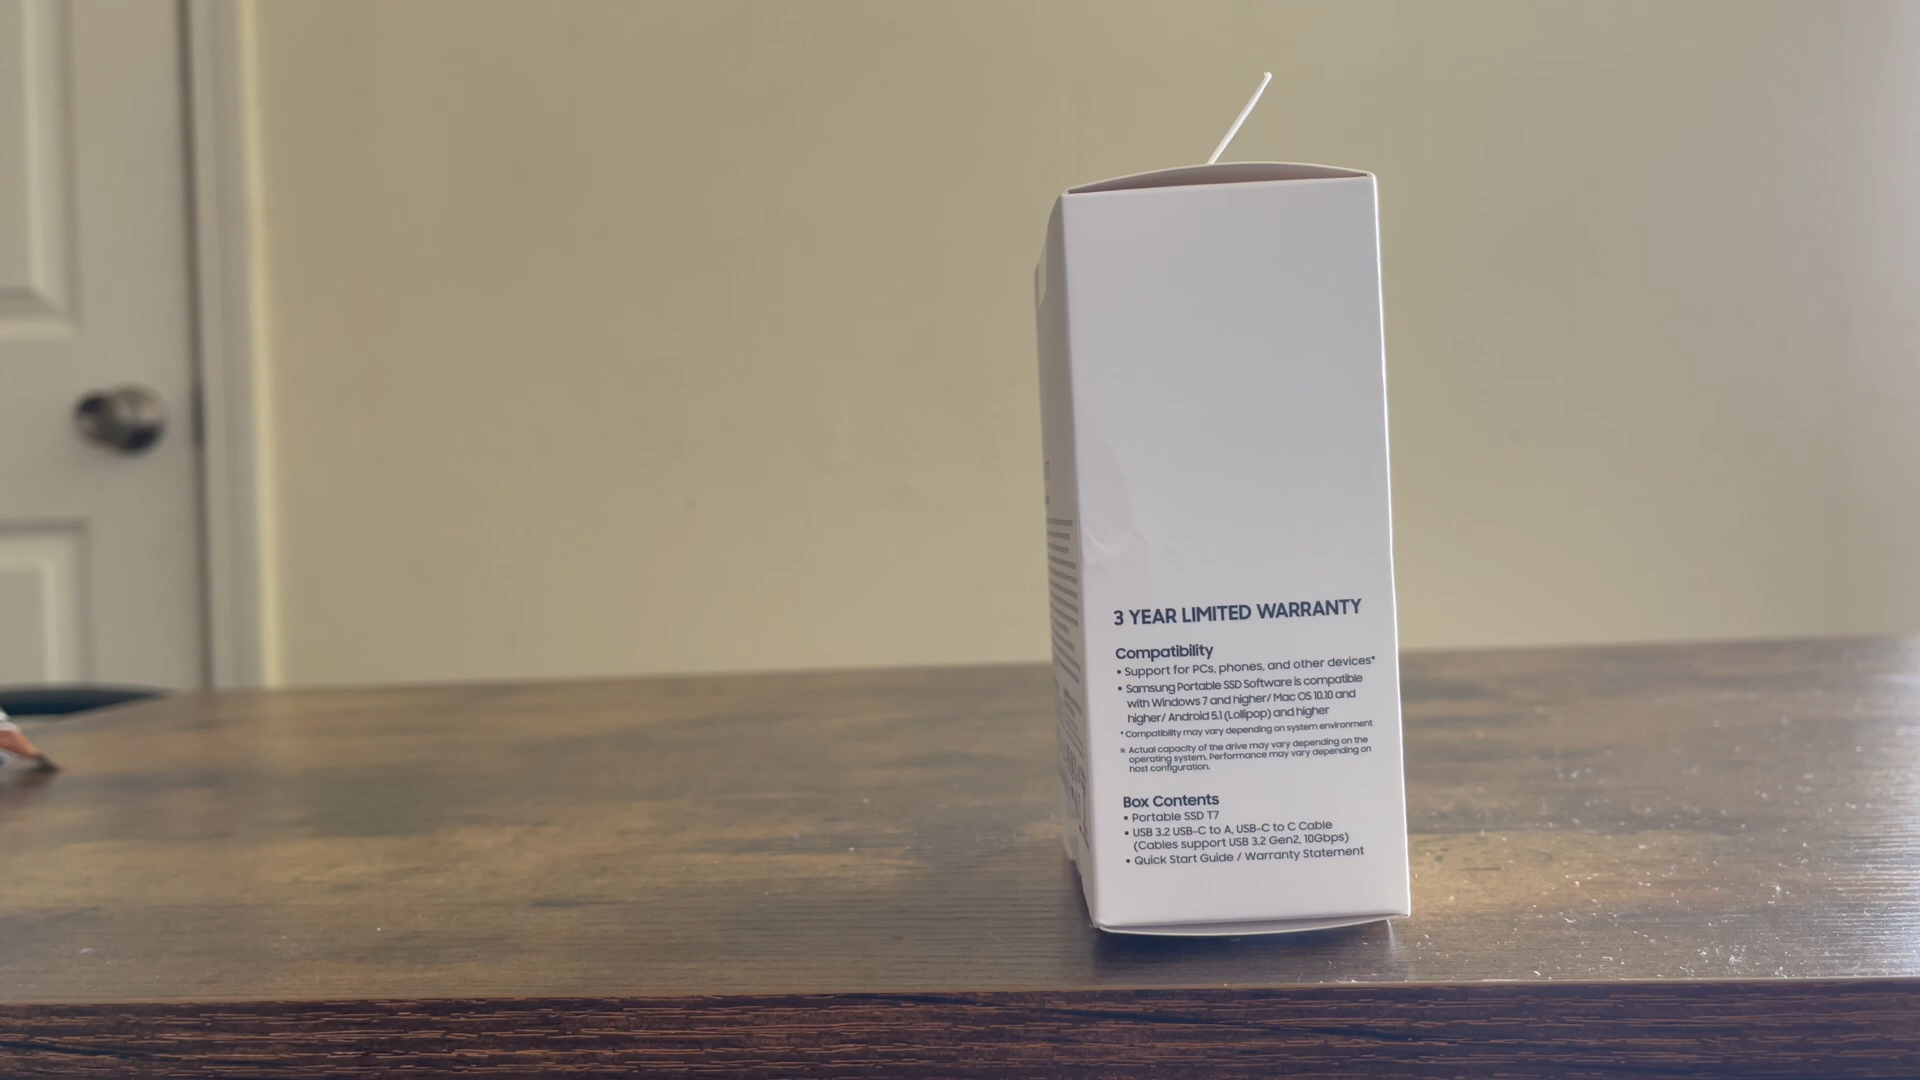 3 YEAR LIMITED WARRANTY
Compatibility
• Support for PCs, phones, and other devices*
• Samsung Portable SSD Software is compatible
with Windows 7 and higher/ Mac OS 10.10 and
higher/ Android 5.1 (Lollipop) and higher
* Compatibility may vary depending on system environment
※ Actual capacity of the drive may vary depending on the
operating system. Performance may vary depending on
host configuration.
Box Contents
• Portable SSD T7
• USB 3.2 USB-C to A, USB-C to C Cable
(Cables support USB 3.2 Gen2, 10Gbps)
• Quick Start Guide / Warranty Statement